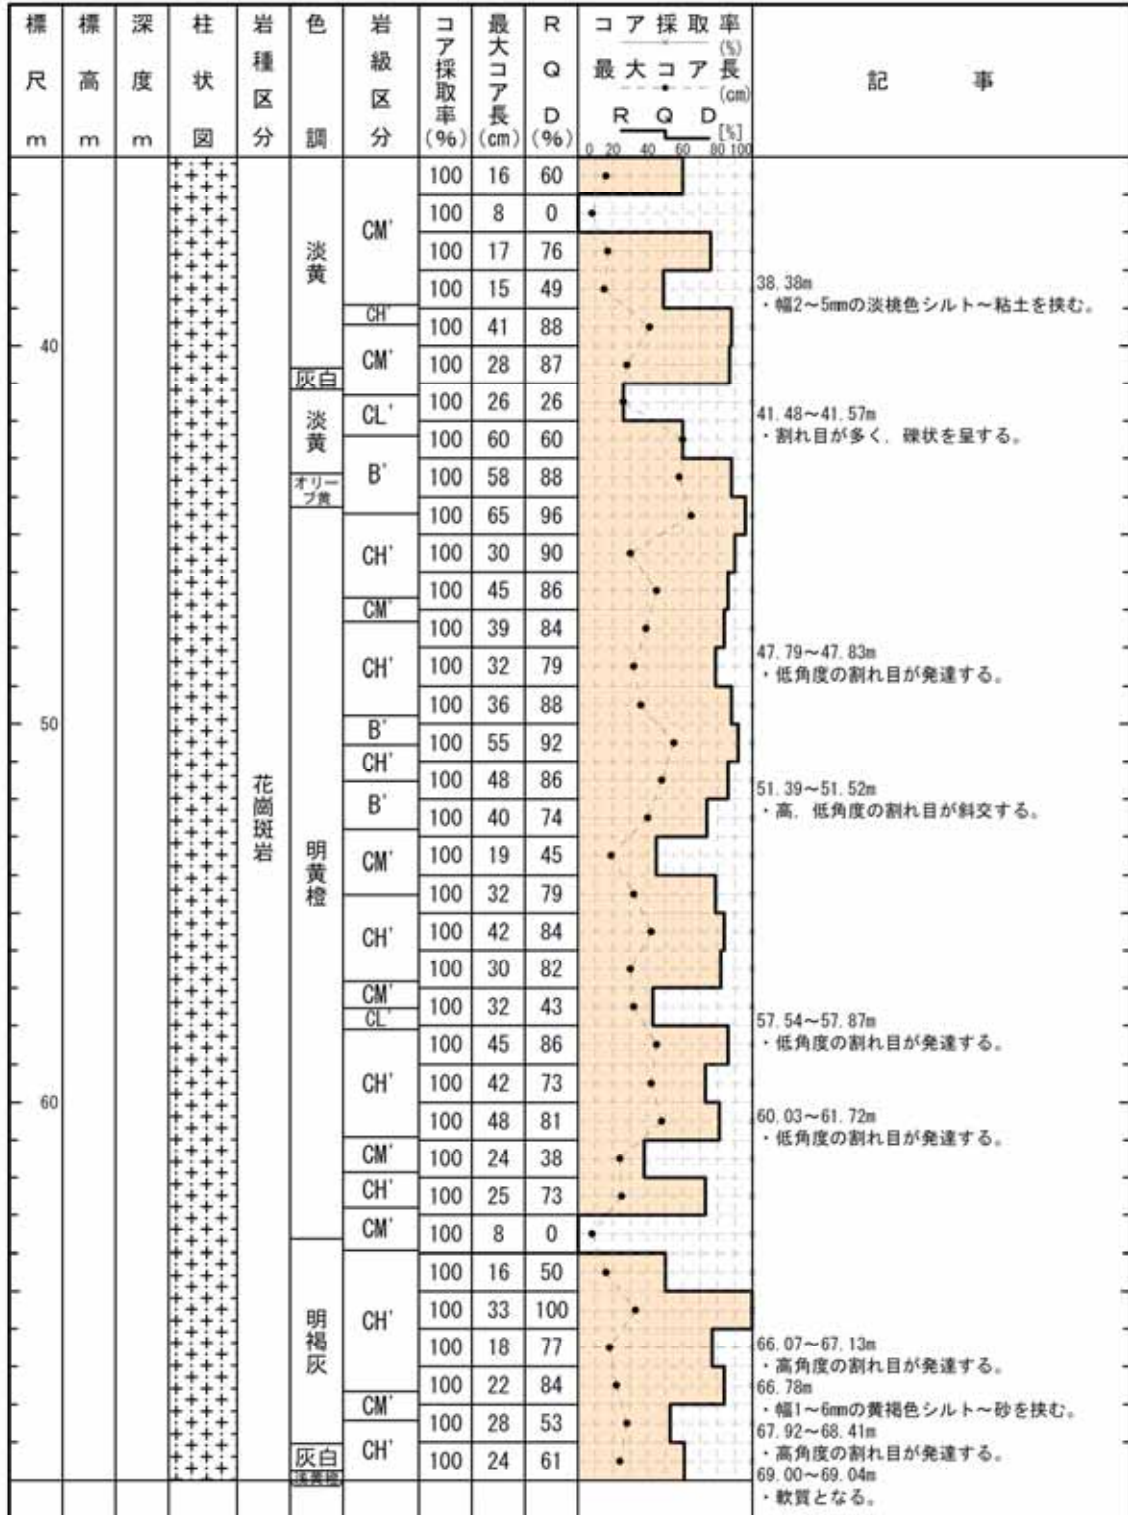 標尺m 標高m 深度m 柱状図 岩種区分 色調 岩級区分 コア採取率(%) 最大コア長(cm) RQD(%) 記事
コア採取率
(%)
最大コア長
(cm)
RQD
[%]
0 20 40 60 80 100
花崗斑岩
淡黄
灰白
淡黄
オリーブ黄
明黄橙
明褐灰
灰白
淡黄橙
CM'
CH'
CM'
CL'
B'
CH'
CM'
CH'
B'
CH'
B'
CM'
CH'
CM'
CL'
CH'
CM'
CH'
CM'
CH'
CM'
CH'
100 16 60
100 8 0
100 17 76
100 15 49
100 41 88
40
100 28 87
100 26 26
100 60 60
100 58 88
100 65 96
100 30 90
100 45 86
100 39 84
100 32 79
100 36 88
50
100 55 92
100 48 86
100 40 74
100 19 45
100 32 79
100 42 84
100 30 82
100 32 43
100 45 86
100 42 73
60
100 48 81
100 24 38
100 25 73
100 8 0
100 16 50
100 33 100
100 18 77
100 22 84
100 28 53
100 24 61
38.38m
・幅2～5mmの淡桃色シルト～粘土を挟む。
41.48～41.57m
・割れ目が多く、礫状を呈する。
47.79～47.83m
・低角度の割れ目が発達する。
51.39～51.52m
・高、低角度の割れ目が斜交する。
57.54～57.87m
・低角度の割れ目が発達する。
60.03～61.72m
・低角度の割れ目が発達する。
66.07～67.13m
・高角度の割れ目が発達する。
66.78m
・幅1～6mmの黄褐色シルト～砂を挟む。
67.92～68.41m
・高角度の割れ目が発達する。
69.00～69.04m
・軟質となる。